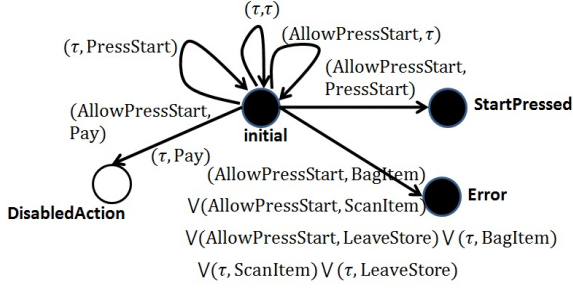 (τ,τ)
(τ, PressStart)
(AllowPressStart, τ)
(AllowPressStart,
PressStart)
StartPressed
(AllowPressStart,
Pay)
initial
(τ, Pay)
(AllowPressStart, BagItem)
Error
DisabledAction
⋁(AllowPressStart, ScanItem)
⋁(AllowPressStart, LeaveStore) ⋁ (τ, BagItem)
⋁(τ, ScanItem) ⋁ (τ, LeaveStore)